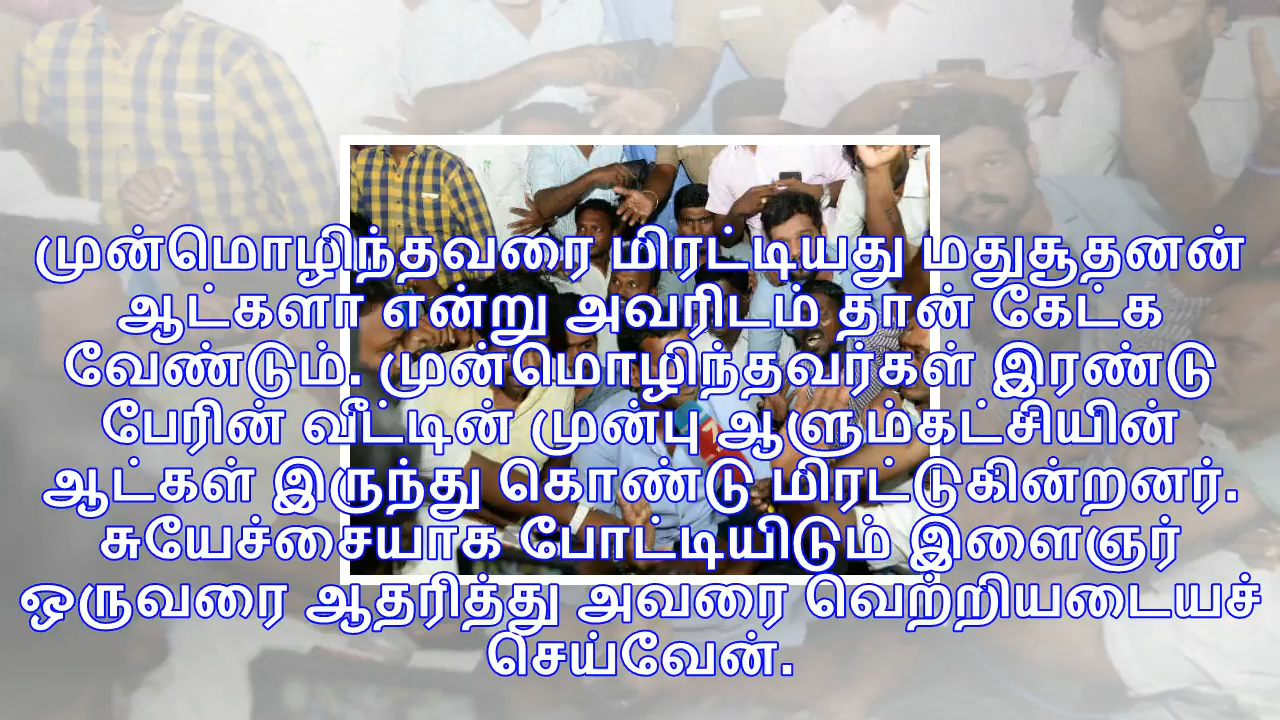 முன்மொழிந்தவரை மிரட்டியது மதுசூதனன்
ஆட்களா என்று அவரிடம் தான் கேட்க
வேண்டும். முன்மொழிந்தவர்கள் இரண்டு
பேரின் வீட்டின் முன்பு ஆளும்கட்சியின்
ஆட்கள் இருந்து கொண்டு மிரட்டுகின்றனர்.
சுயேச்சையாக போட்டியிடும் இளைஞர்
ஒருவரை ஆதரித்து அவரை வெற்றியடையச்
செய்வேன்.